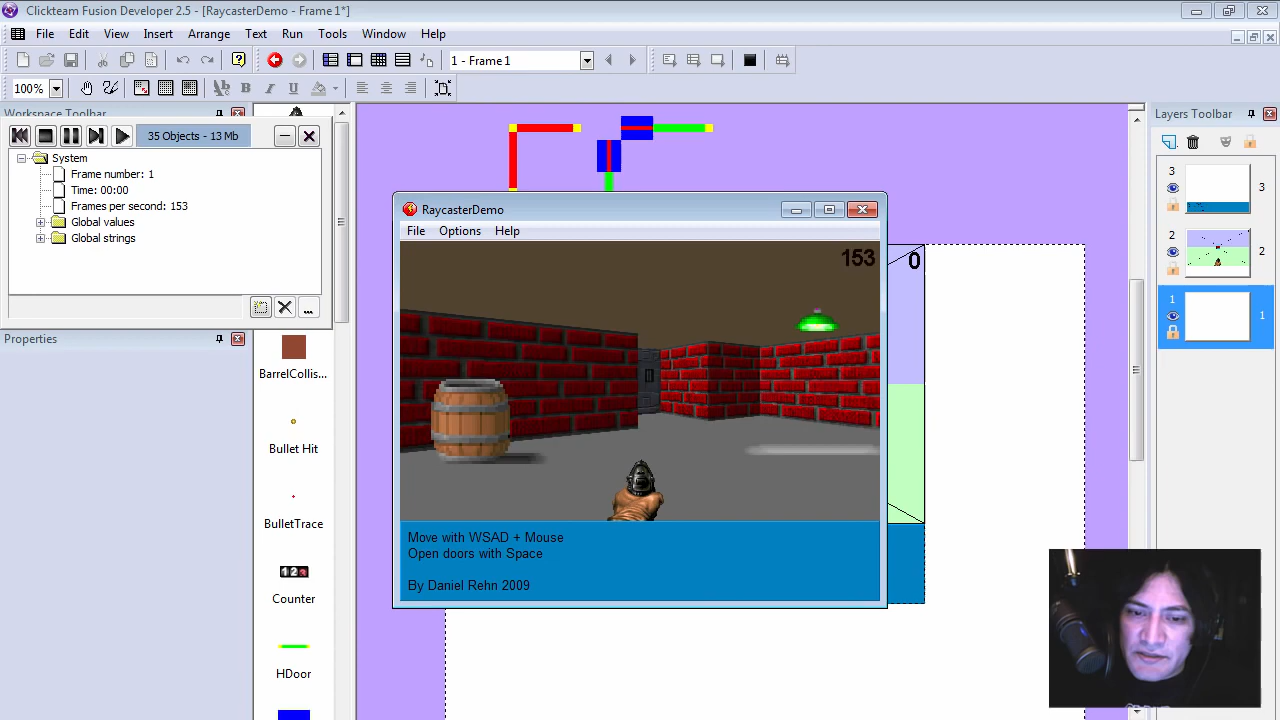 Clickteam Fusion Developer 2.5 - [RaycasterDemo - Frame 1*]
File Edit View Insert Arrange Text Run Tools Window Help
1 - Frame 1
100%
Workspace Toolbar
35 Objects - 13 Mb
System
Frame number: 1
Time: 00:00
Frames per second: 153
Global values
Global strings
...
Properties
BarrelCollis...
Bullet Hit
BulletTrace
123
Counter
HDoor
RaycasterDemo
File Options Help
153
0
Move with WSAD + Mouse
Open doors with Space
By Daniel Rehn 2009
Layers Toolbar
3
3
2
2
1
1